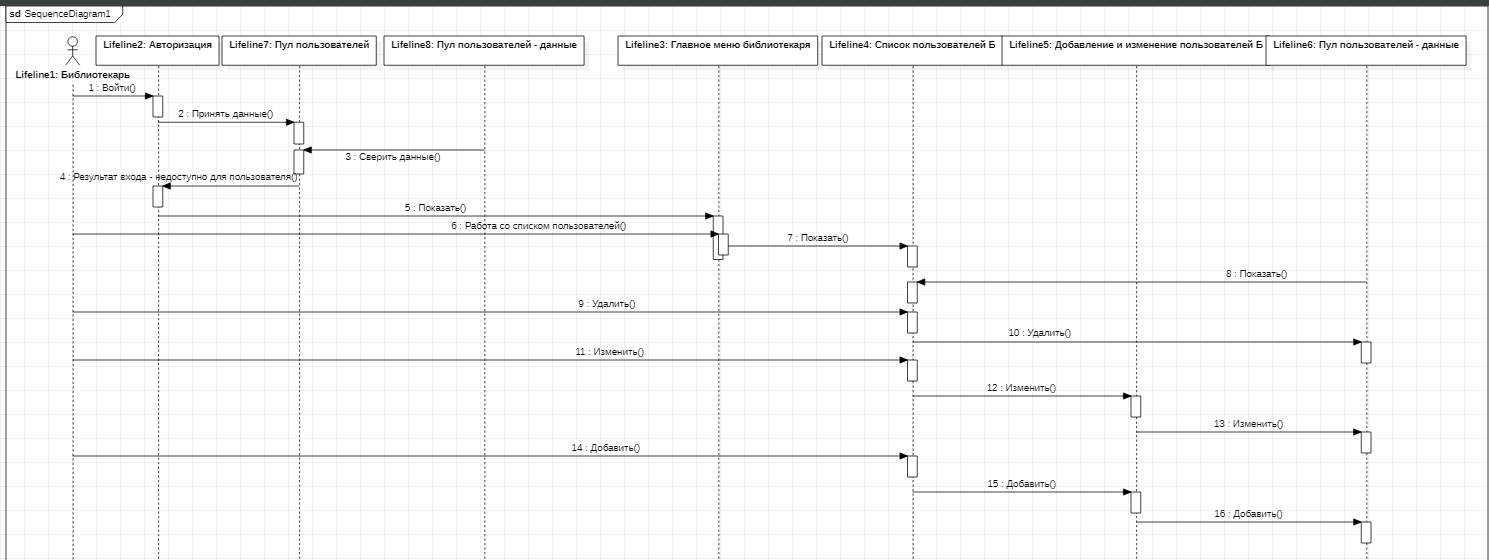 sd SequenceDiagram1
Lifeline1: Библиотекарь
Lifeline2: Авторизация
Lifeline7: Пул пользователей
Lifeline8: Пул пользователей - данные
Lifeline3: Главное меню библиотекаря
Lifeline4: Список пользователей Б
Lifeline5: Добавление и изменение пользователей Б
Lifeline6: Пул пользователей - данные
1 : Войти()
2 : Принять данные()
3 : Сверить данные()
4 : Результат входа - недоступно для пользователя()
5 : Показать()
6 : Работа со списком пользователей()
7 : Показать()
8 : Показать()
9 : Удалить()
10 : Удалить()
11 : Изменить()
12 : Изменить()
13 : Изменить()
14 : Добавить()
15 : Добавить()
16 : Добавить()